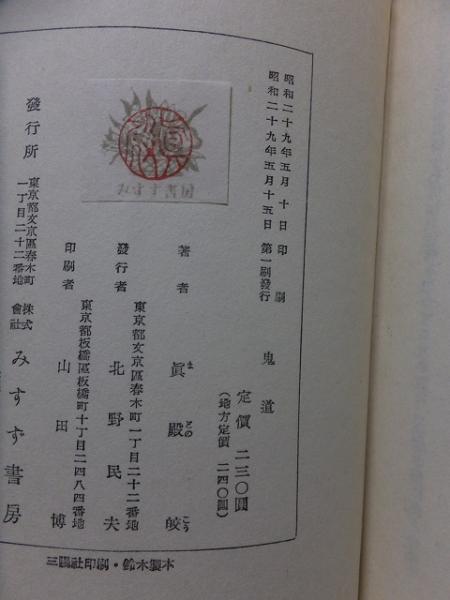 昭和二十九年五月 十日 印 刷
昭和二十九年五月十五日 第一刷發行
鬼道
定價 二三〇圓
(地方定價 二四〇圓)
著者 眞殿 皎
ま との こう
東京都文京區春木町一丁目二十二番地
發行者 北野民夫
東京都板橋區板橋町十丁目二四八四番地
印刷者 山田 博
發行所
東京都文京區春木町
一丁目二十二番地
株式
會社
みすず書房
みすず書房
三陽社印刷・鈴木製本